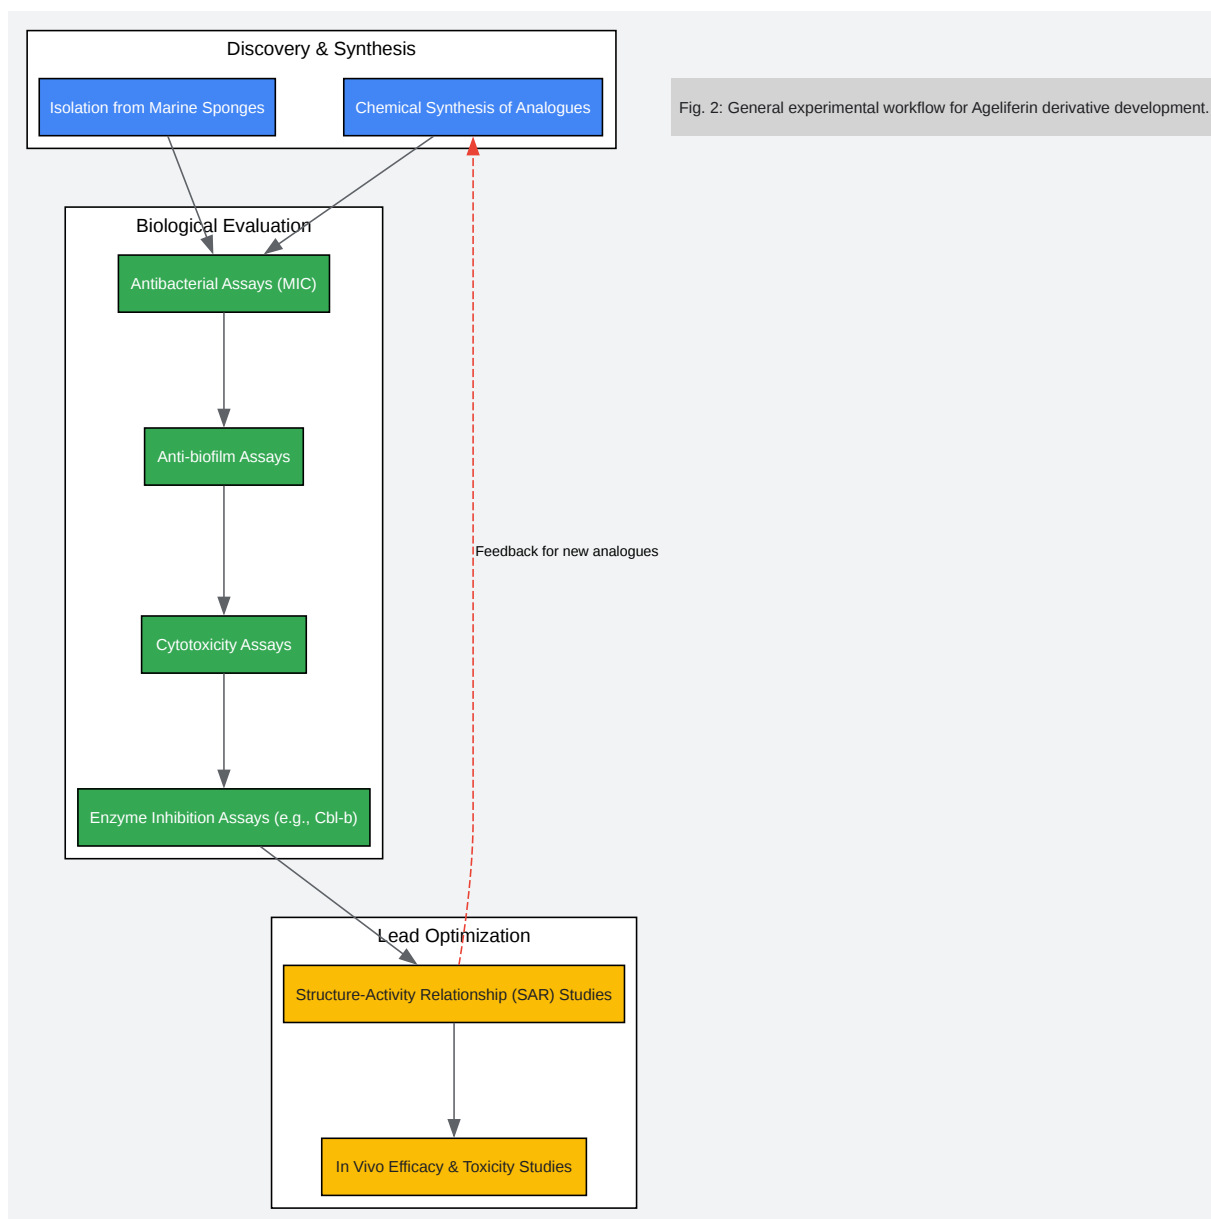 Discovery & Synthesis
Isolation from Marine Sponges
Chemical Synthesis of Analogues
Fig. 2: General experimental workflow for Ageliferin derivative development.
Biological Evaluation
Antibacterial Assays (MIC)
Anti-biofilm Assays
Feedback for new analogues
Cytotoxicity Assays
Enzyme Inhibition Assays (e.g., Cbl-b)
Lead Optimization
Structure-Activity Relationship (SAR) Studies
In Vivo Efficacy & Toxicity Studies